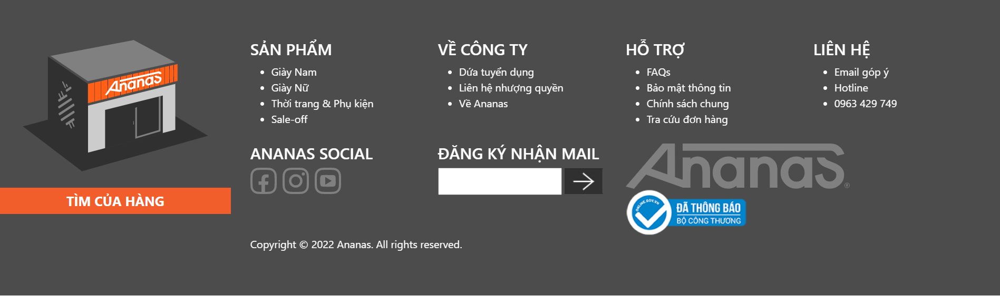 Ananas
TÌM CỦA HÀNG
SẢN PHẨM
Giày Nam
Giày Nữ
Thời trang & Phụ kiện
Sale-off
VỀ CÔNG TY
Dứa tuyển dụng
Liên hệ nhượng quyền
Về Ananas
HỖ TRỢ
FAQs
Bảo mật thông tin
Chính sách chung
Tra cứu đơn hàng
LIÊN HỆ
Email góp ý
Hotline
0963 429 749
ANANAS SOCIAL
ĐĂNG KÝ NHẬN MAIL
Ananas®
ONLINE.GOV.VN
ĐÃ THÔNG BÁO
BỘ CÔNG THƯƠNG
Copyright © 2022 Ananas. All rights reserved.